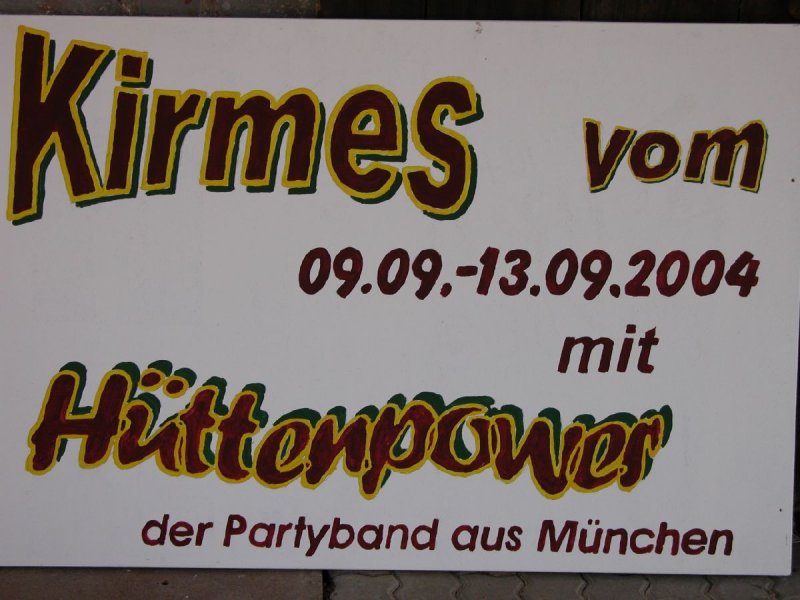 Kirmes vom
09.09.-13.09.2004
mit
Hüttenpower
der Partyband aus München